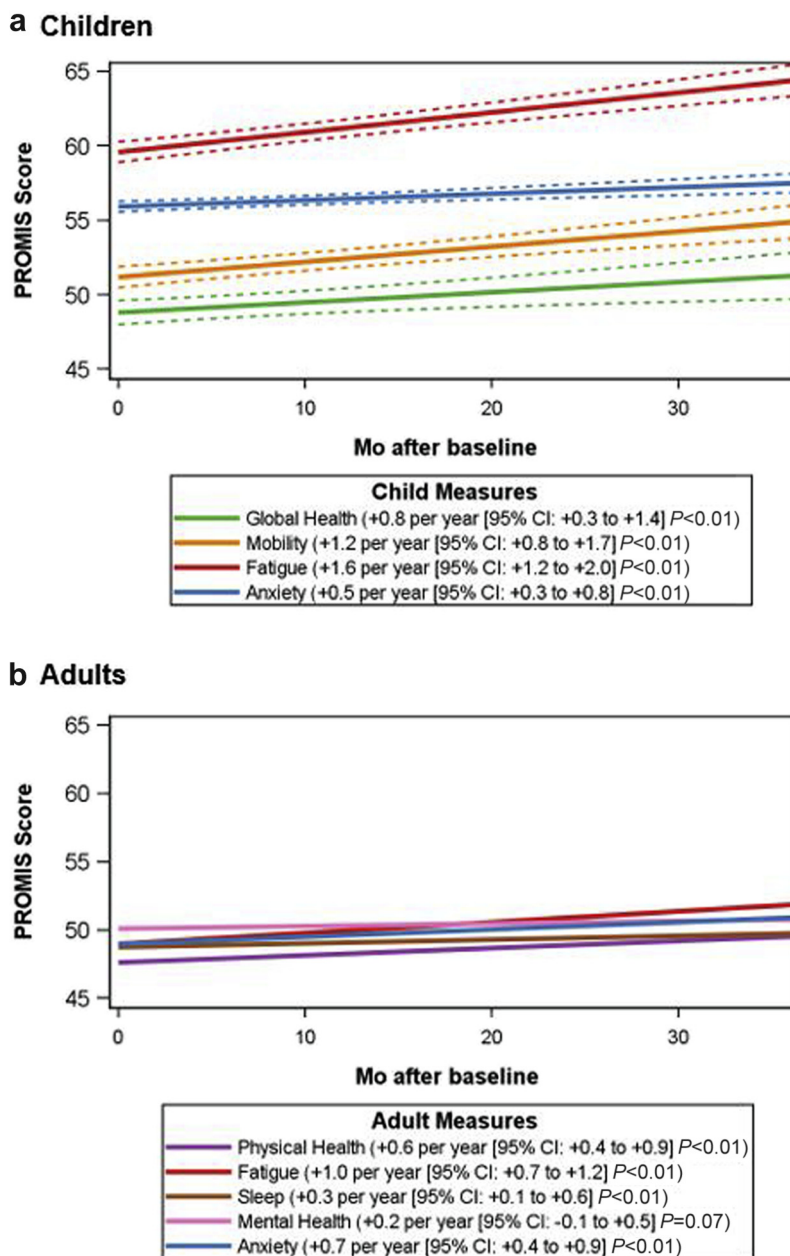 a Children
65
60
55
50
45
PROMIS Score
0 10 20 30
Mo after baseline
Child Measures
Global Health (+0.8 per year [95% CI: +0.3 to +1.4] P<0.01)
Mobility (+1.2 per year [95% CI: +0.8 to +1.7] P<0.01)
Fatigue (+1.6 per year [95% CI: +1.2 to +2.0] P<0.01)
Anxiety (+0.5 per year [95% CI: +0.3 to +0.8] P<0.01)
b Adults
65
60
55
50
45
PROMIS Score
0 10 20 30
Mo after baseline
Adult Measures
Physical Health (+0.6 per year [95% CI: +0.4 to +0.9] P<0.01)
Fatigue (+1.0 per year [95% CI: +0.7 to +1.2] P<0.01)
Sleep (+0.3 per year [95% CI: +0.1 to +0.6] P<0.01)
Mental Health (+0.2 per year [95% CI: -0.1 to +0.5] P=0.07)
Anxiety (+0.7 per year [95% CI: +0.4 to +0.9] P<0.01)